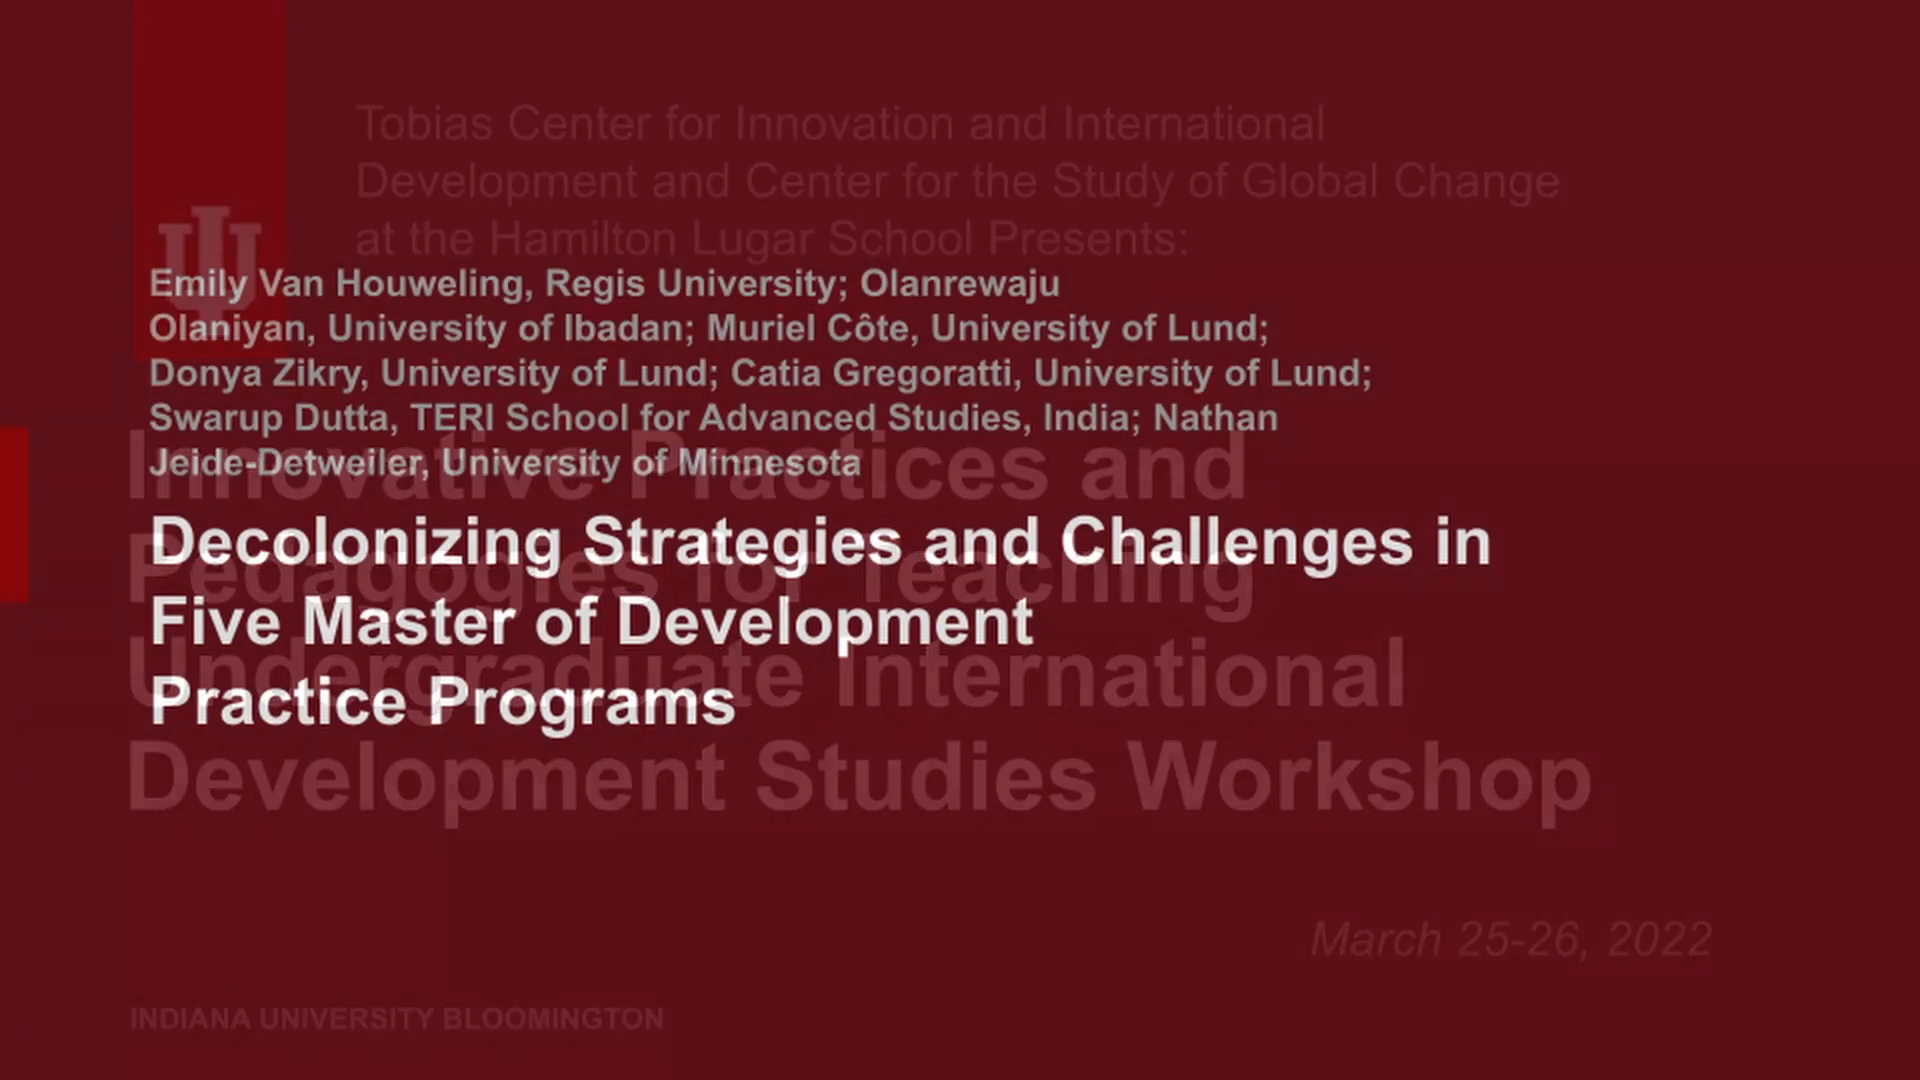 Tobias Center for Innovation and International
Development and Center for the Study of Global Change
at the Hamilton Lugar School Presents:
Emily Van Houweling, Regis University; Olanrewaju
Olaniyan, University of Ibadan; Muriel Côte, University of Lund;
Donya Zikry, University of Lund; Catia Gregoratti, University of Lund;
Swarup Dutta, TERI School for Advanced Studies, India; Nathan
Jeide-Detweiler, University of Minnesota
Innovative Practices and
Pedagogies for Teaching
Undergraduate International
Development Studies Workshop
Decolonizing Strategies and Challenges in
Five Master of Development
Practice Programs
March 25-26, 2022
INDIANA UNIVERSITY BLOOMINGTON